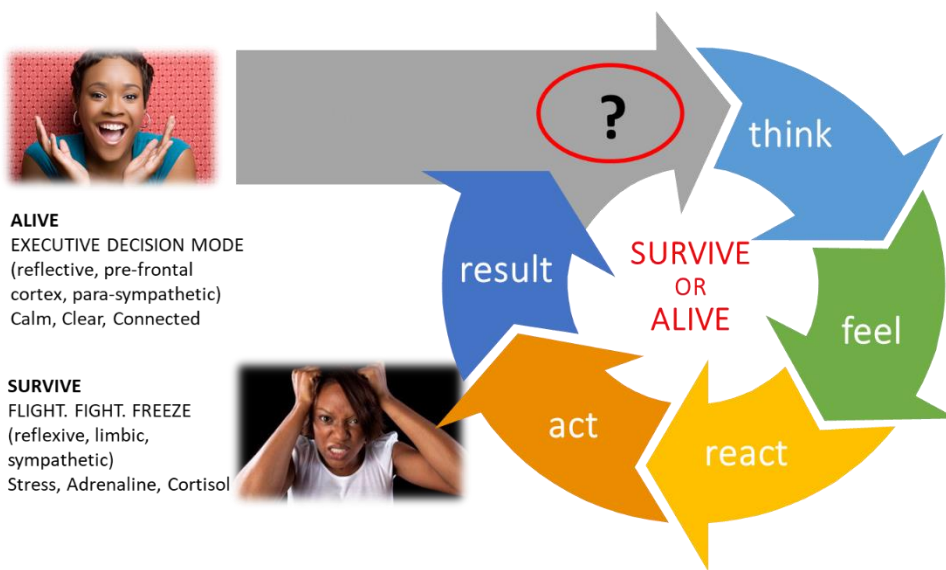 ?
think
feel
react
act
result
SURVIVE
OR
ALIVE
ALIVE
EXECUTIVE DECISION MODE
(reflective, pre-frontal
cortex, para-sympathetic)
Calm, Clear, Connected
SURVIVE
FLIGHT. FIGHT. FREEZE
(reflexive, limbic,
sympathetic)
Stress, Adrenaline, Cortisol